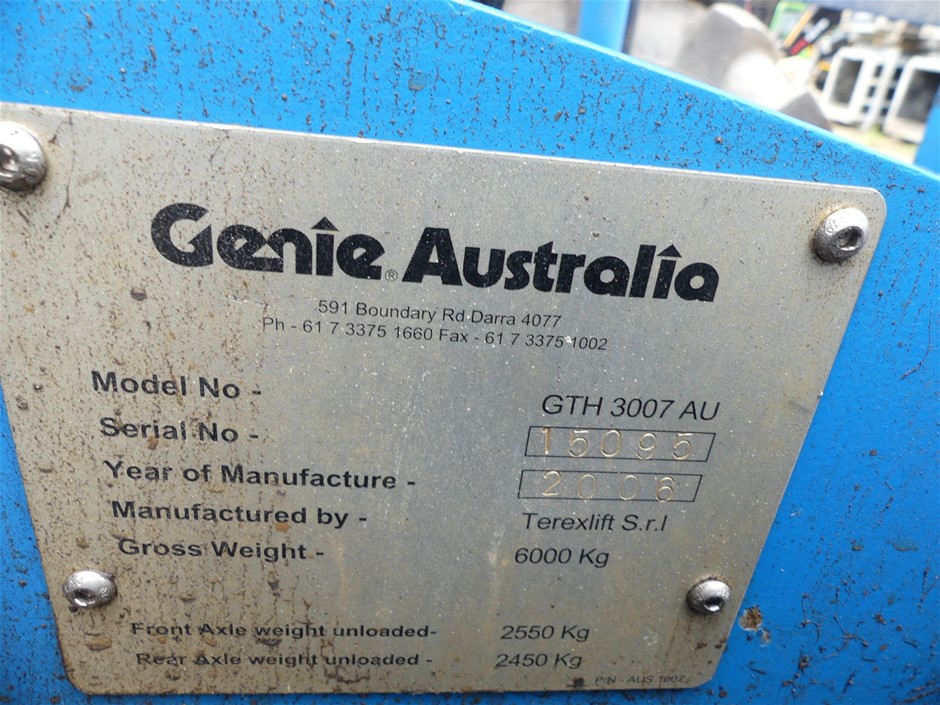 Genie® Australia
591 Boundary Rd Darra 4077
Ph - 61 7 3375 1660 Fax - 61 7 3375 1002
Model No - GTH 3007 AU
Serial No - 15095
Year of Manufacture - 2006
Manufactured by - Terexlift S.r.l
Gross Weight - 6000 Kg
Front Axle weight unloaded- 2550 Kg
Rear Axle weight unloaded - 2450 Kg
P/N - AUS 1007